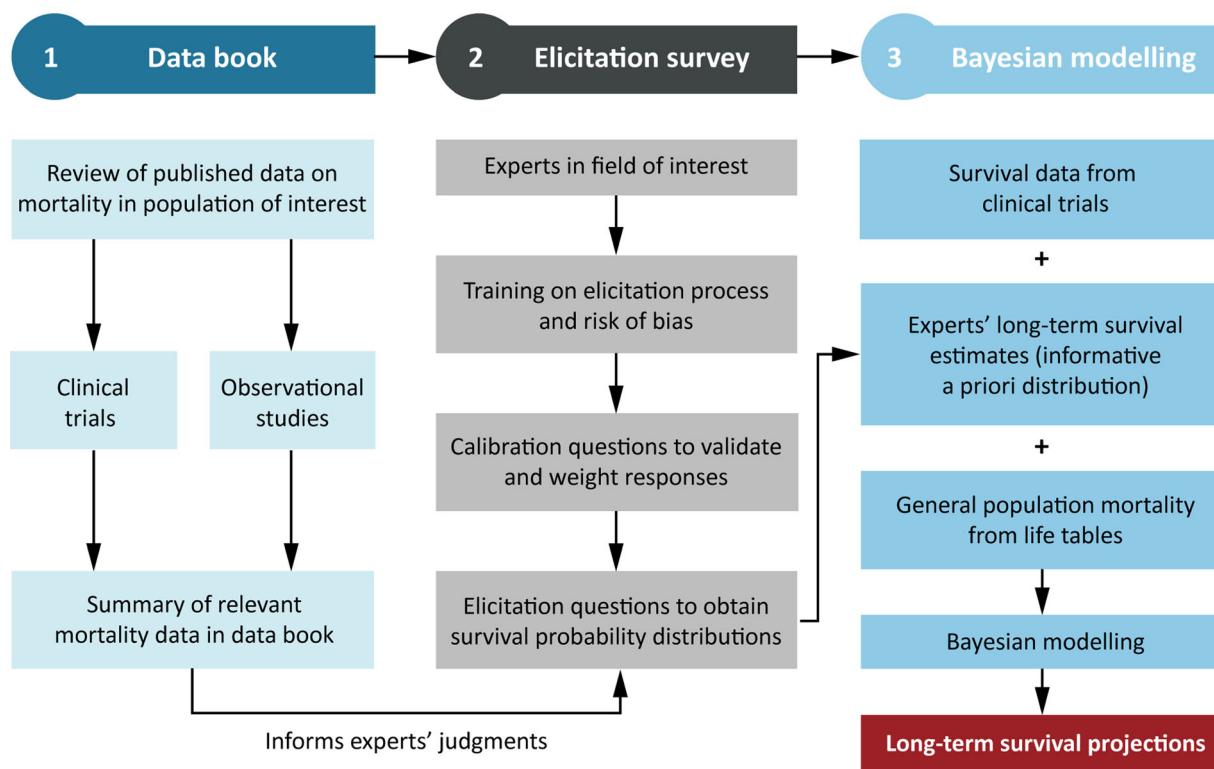 1 Data book
2 Elicitation survey
3 Bayesian modelling
Review of published data on
mortality in population of interest
Clinical
trials
Observational
studies
Summary of relevant
mortality data in data book
Informs experts’ judgments
Experts in field of interest
Training on elicitation process
and risk of bias
Calibration questions to validate
and weight responses
Elicitation questions to obtain
survival probability distributions
Survival data from
clinical trials
+
Experts’ long-term survival
estimates (informative
a priori distribution)
+
General population mortality
from life tables
Bayesian modelling
Long-term survival projections